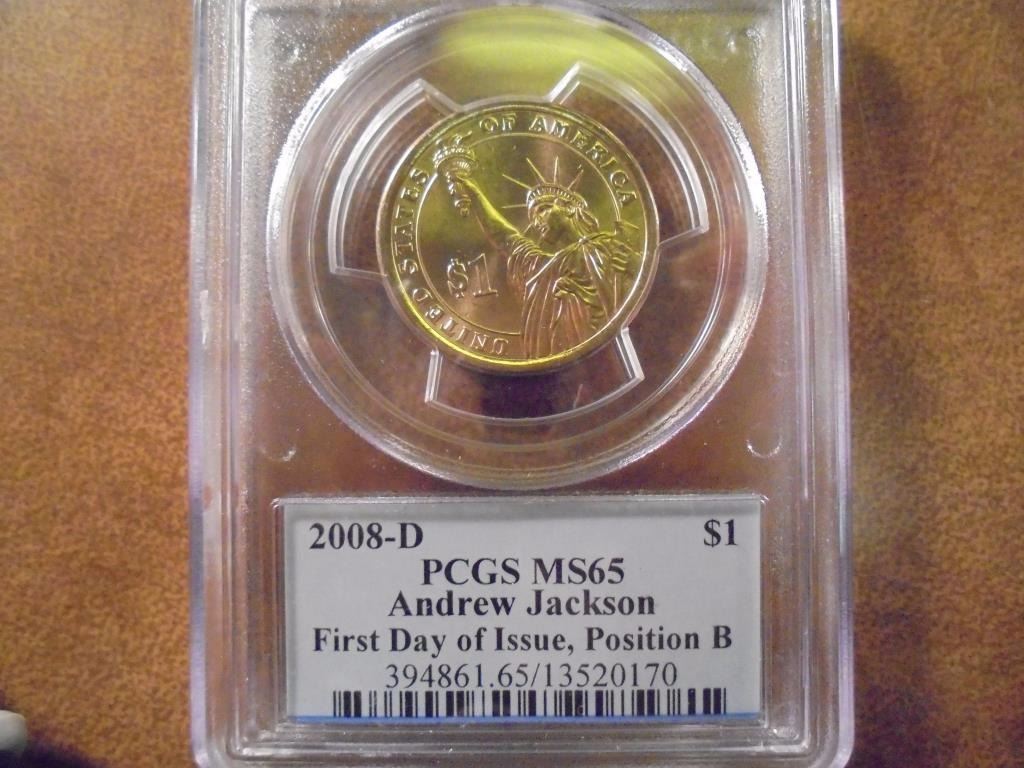 UNITED STATES OF AMERICA
$1
2008-D $1
PCGS MS65
Andrew Jackson
First Day of Issue, Position B
394861.65/13520170